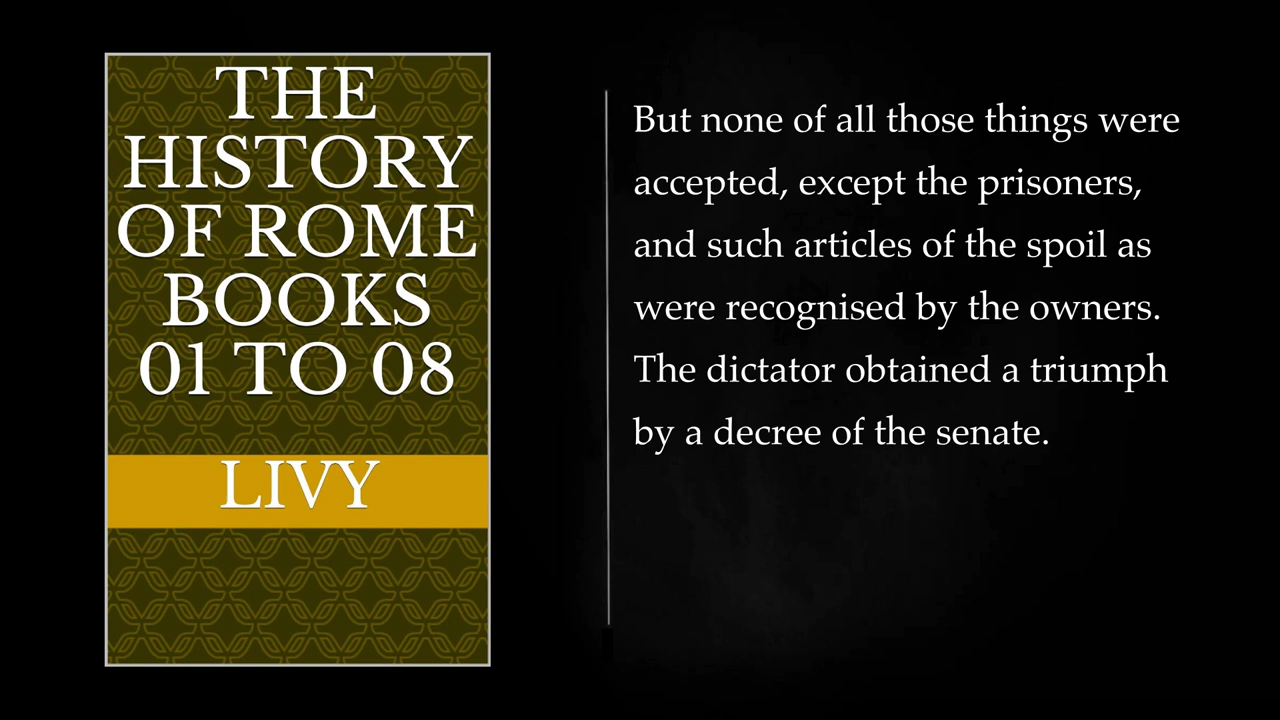 THE
HISTORY
OF ROME
BOOKS
01 TO 08
LIVY
But none of all those things were
accepted, except the prisoners,
and such articles of the spoil as
were recognised by the owners.
The dictator obtained a triumph
by a decree of the senate.